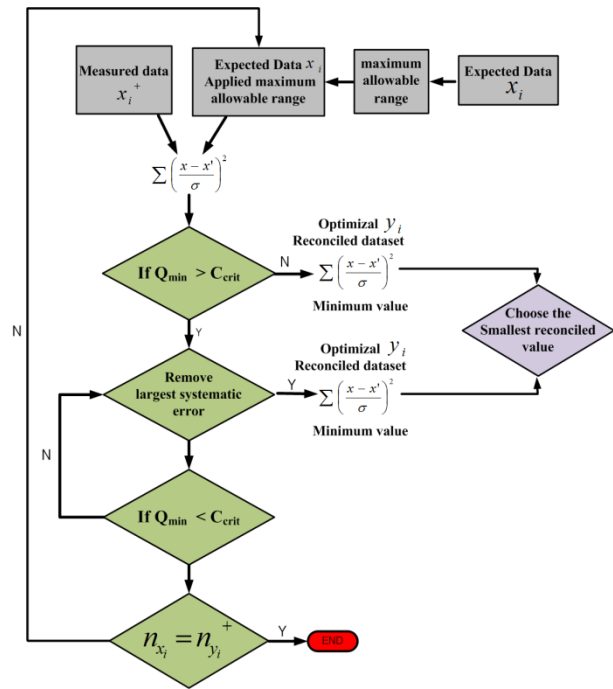 Measured data
x_i^+
Expected Data x_i
Applied maximum
allowable range
maximum
allowable
range
Expected Data
x_i
∑ ( (x − x') / σ )^2
If Q_min > C_crit
N
Optimizal y_i
Reconciled dataset
∑ ( (x − x') / σ )^2
Minimum value
Choose the
Smallest reconciled
value
Y
N
Remove
largest systematic
error
Y
Optimizal y_i
Reconciled dataset
∑ ( (x − x') / σ )^2
Minimum value
N
If Q_min < C_crit
n_{x_i} = n_{y_i}^+
Y
END